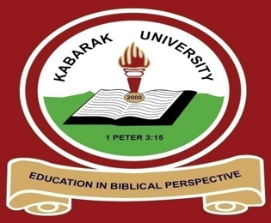 KABARAK UNIVERSITY
2000
1 PETER 3:15
EDUCATION IN BIBLICAL PERSPECTIVE